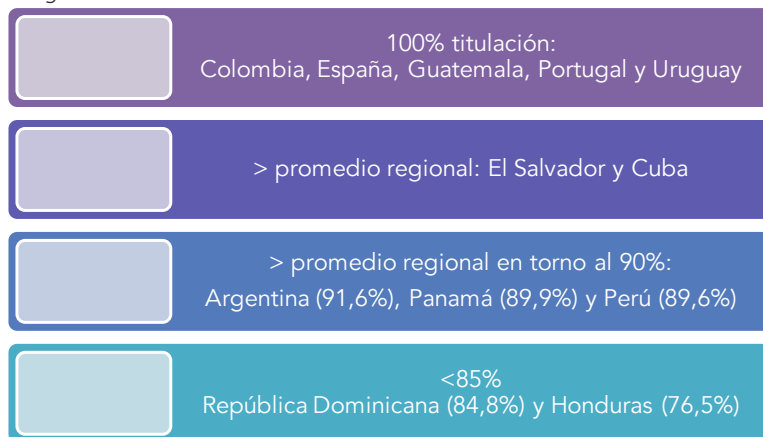 100% titulación:
Colombia, España, Guatemala, Portugal y Uruguay
> promedio regional: El Salvador y Cuba
> promedio regional en torno al 90%:
Argentina (91,6%), Panamá (89,9%) y Perú (89,6%)
<85%
República Dominicana (84,8%) y Honduras (76,5%)